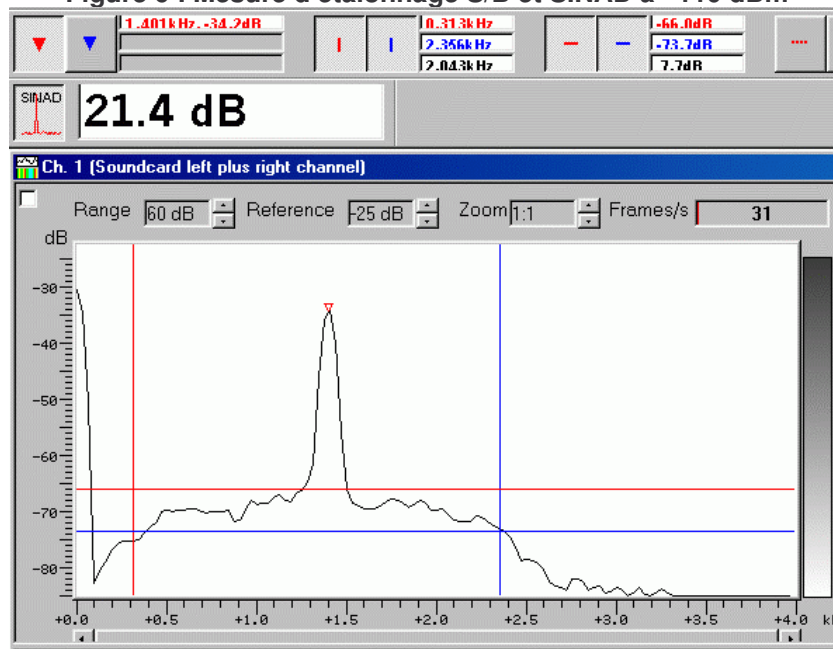 1.401kHz,-34.2dB
0.313kHz
2.356kHz
2.043kHz
-66.0dB
-73.7dB
7.7dB
SINAD
21.4 dB
Ch. 1 (Soundcard left plus right channel)
Range 60 dB Reference -25 dB Zoom 1:1 Frames/s 31
dB
-30
-40
-50
-60
-70
-80
+0.0 +0.5 +1.0 +1.5 +2.0 +2.5 +3.0 +3.5 +4.0